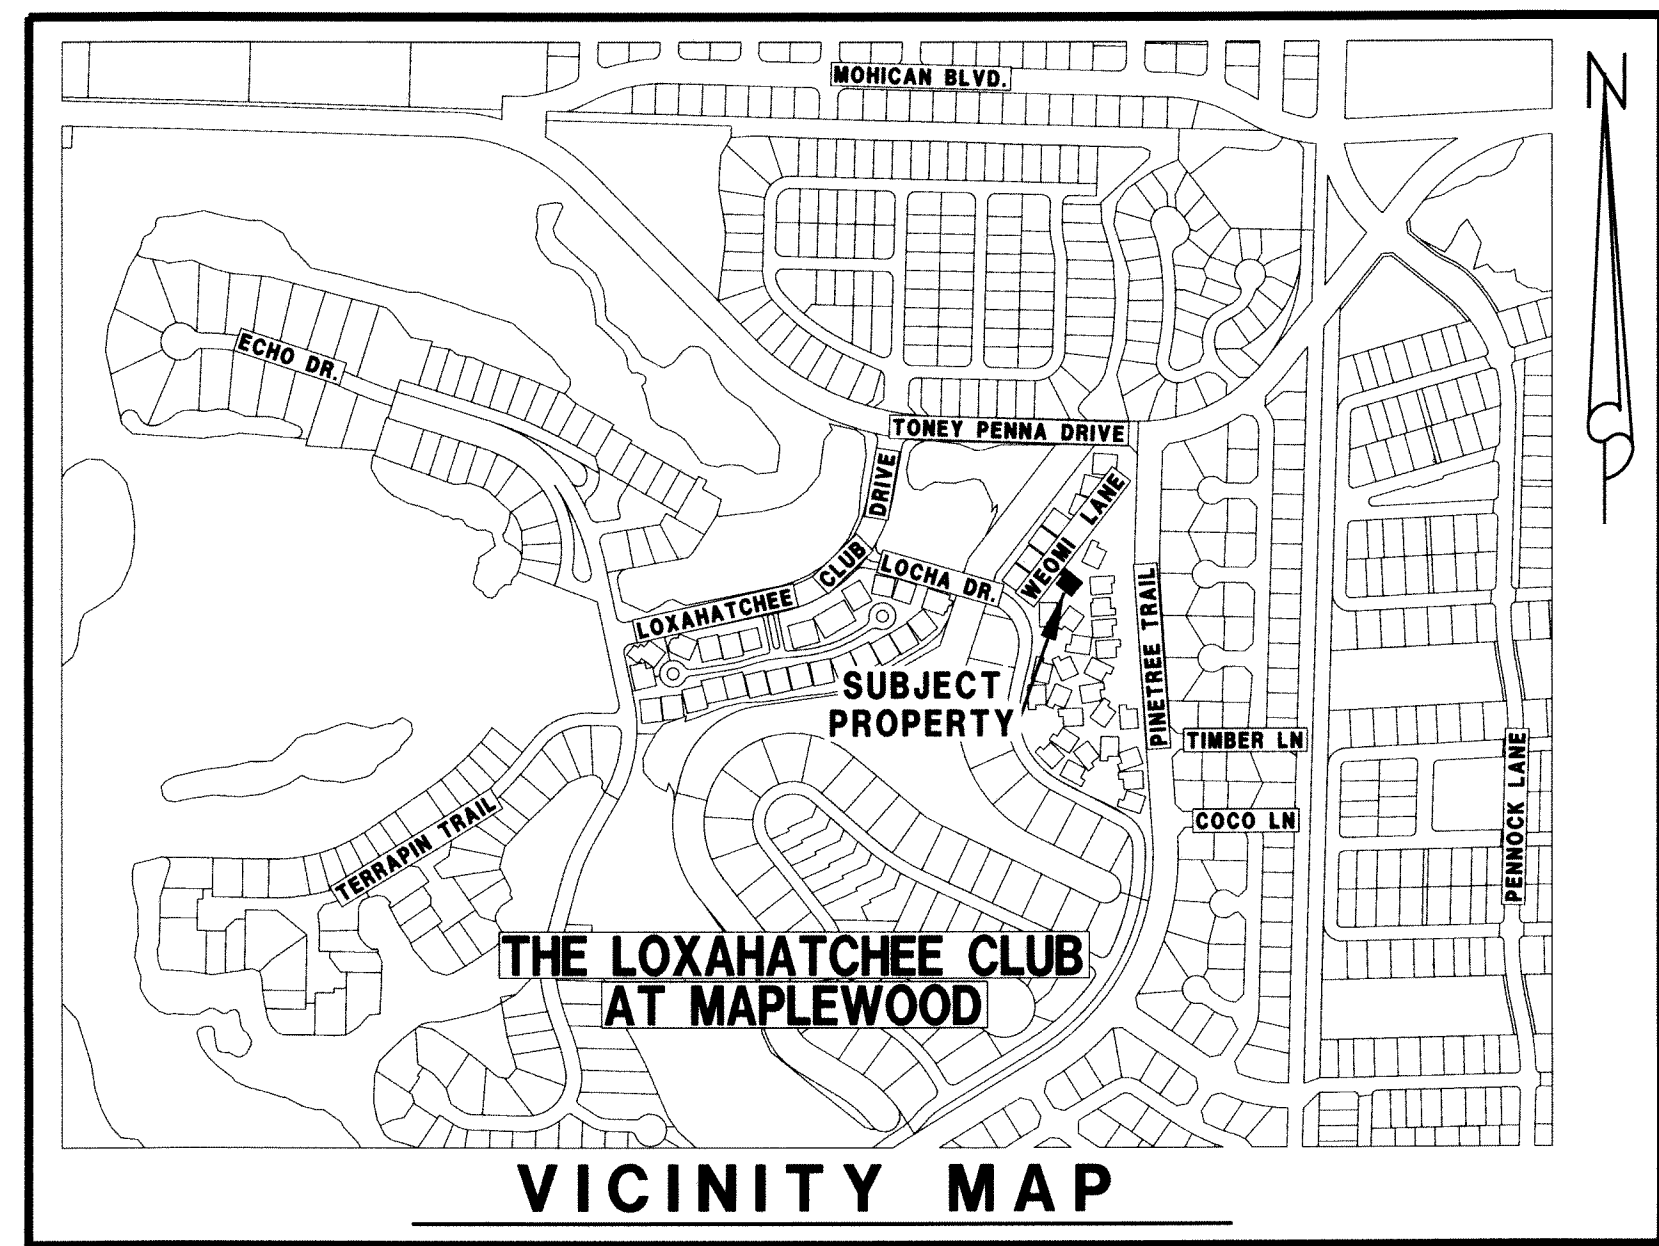 MOHICAN BLVD.
N
ECHO DR.
TONEY PENNA DRIVE
LOXAHATCHEE CLUB DRIVE
LOCHA DR.
WEOMI LANE
PINETREE TRAIL
SUBJECT
PROPERTY
TIMBER LN
COCO LN
PENNOCK LANE
TERRAPIN TRAIL
THE LOXAHATCHEE CLUB
AT MAPLEWOOD
VICINITY MAP